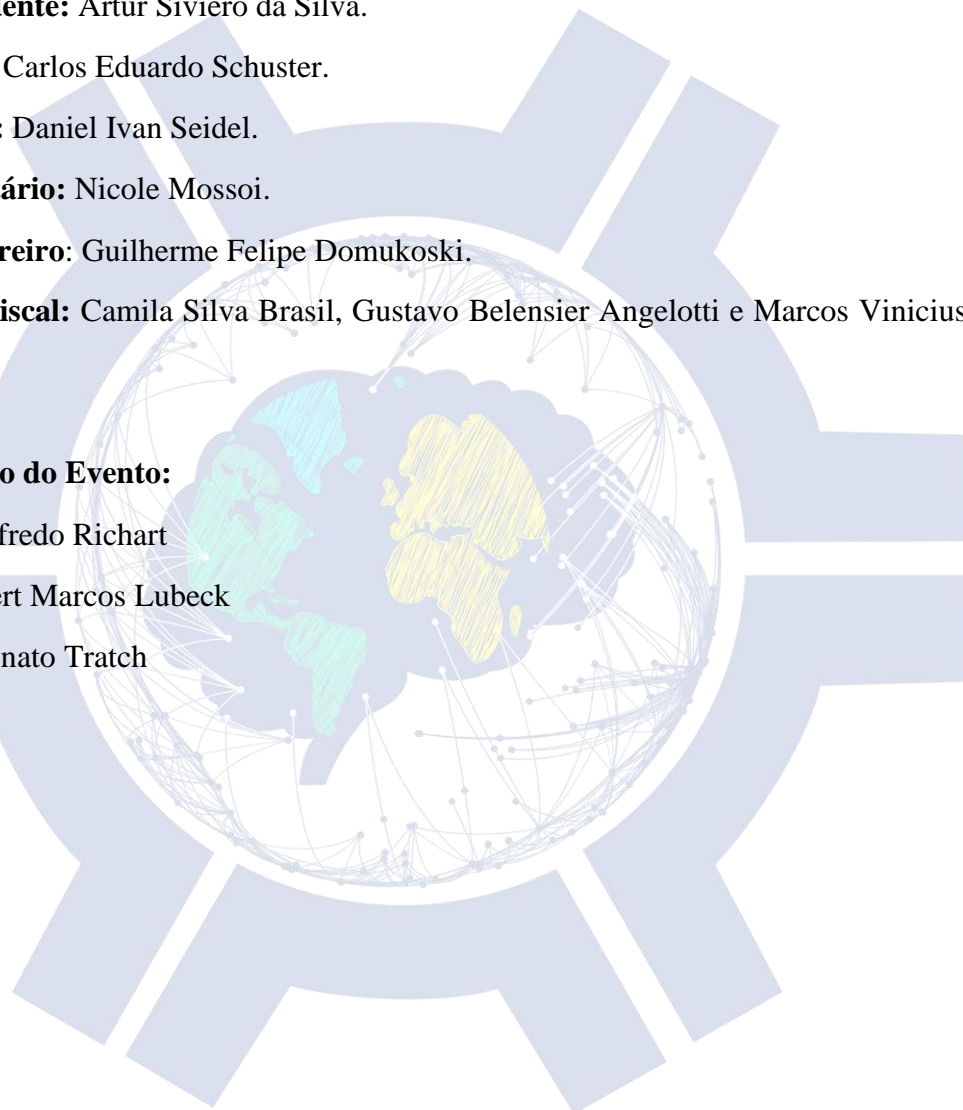 ente: Artur Siviero da Silva.
Carlos Eduardo Schuster.
: Daniel Ivan Seidel.
ário: Nicole Mossoi.
reiro: Guilherme Felipe Domukoski.
iscal: Camila Silva Brasil, Gustavo Belensier Angelotti e Marcos Vinicius
o do Evento:
fredo Richart
ert Marcos Lubeck
nato Tratch